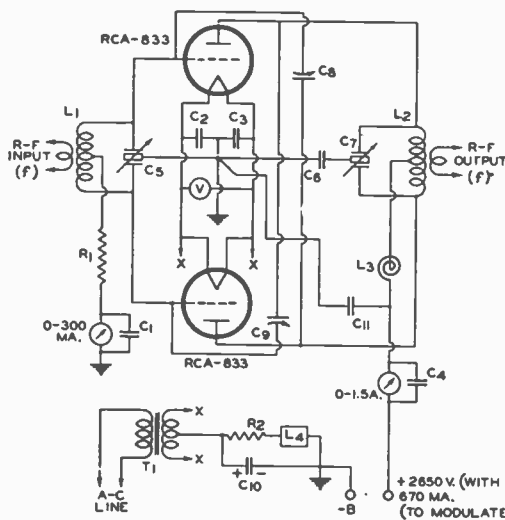 RCA-833
C8
L1
C2
C3
L2
R-F
INPUT
(f)
C5
C6
C7
R-F
OUTPUT
(f)
V
R1
X
X
L3
0-300
MA.
C1
C9
C11
RCA-833
0-1.5A.
C4
X
R2
L4
T1
X
+
-
C10
A-C
LINE
-B
+2650 V. (WITH
670 MA.
(TO MODULATE